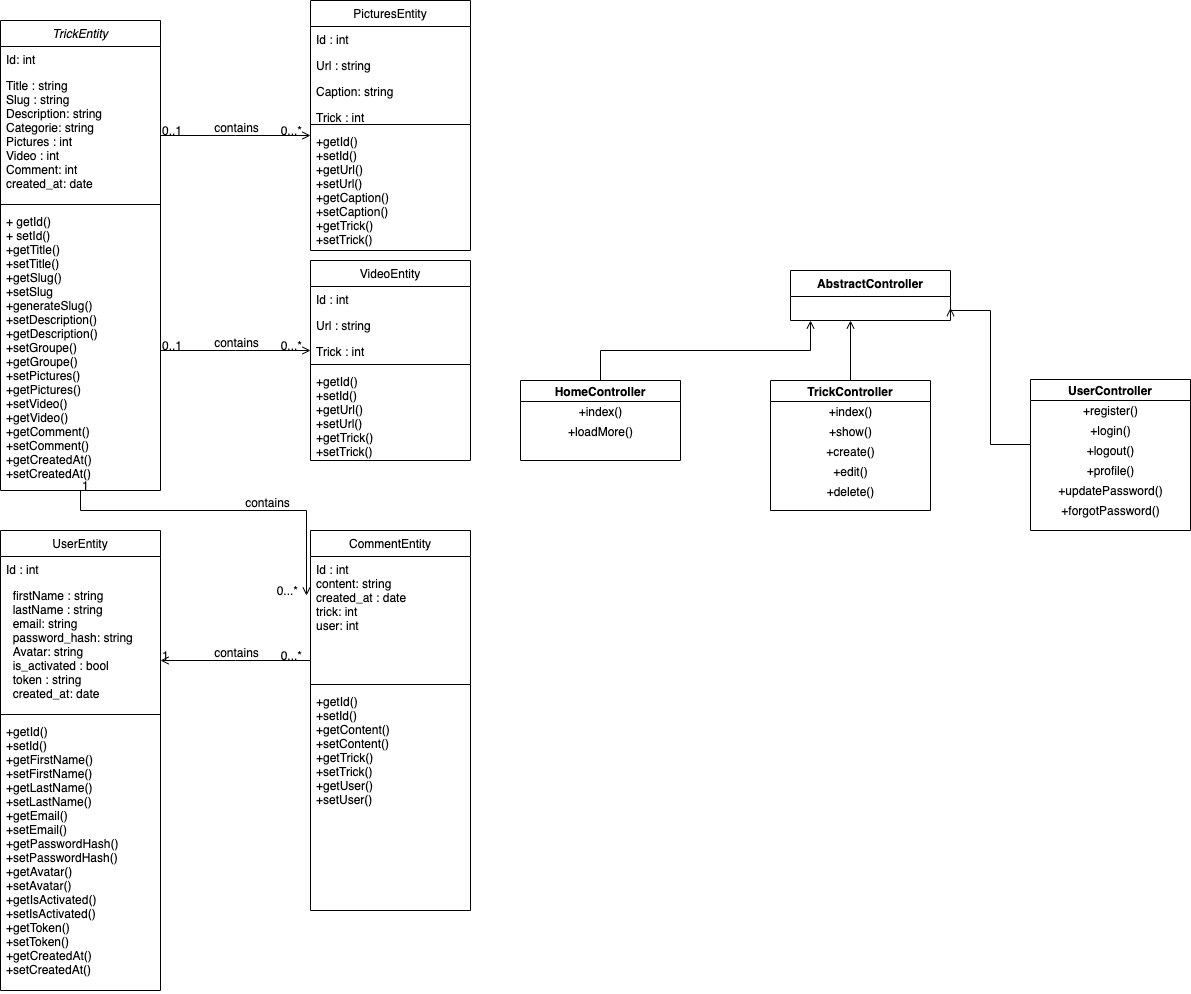 TrickEntity
Id: int
Title : string
Slug : string
Description: string
Categorie: string
Pictures : int
Video : int
Comment: int
created_at: date
+ getId()
+ setId()
+getTitle()
+setTitle()
+getSlug()
+setSlug
+generateSlug()
+setDescription()
+getDescription()
+setGroupe()
+getGroupe()
+setPictures()
+getPictures()
+setVideo()
+getVideo()
+getComment()
+setComment()
+getCreatedAt()
+setCreatedAt()
1
0..1
contains
0...*
PicturesEntity
Id : int
Url : string
Caption: string
Trick : int
+getId()
+setId()
+getUrl()
+setUrl()
+getCaption()
+setCaption()
+getTrick()
+setTrick()
0..1
contains
0...*
VideoEntity
Id : int
Url : string
Trick : int
+getId()
+setId()
+getUrl()
+setUrl()
+getTrick()
+setTrick()
contains
0...*
UserEntity
Id : int
firstName : string
lastName : string
email: string
password_hash: string
Avatar: string
is_activated : bool
token : string
created_at: date
+getId()
+setId()
+getFirstName()
+setFirstName()
+getLastName()
+setLastName()
+getEmail()
+setEmail()
+getPasswordHash()
+setPasswordHash()
+getAvatar()
+setAvatar()
+getIsActivated()
+setIsActivated()
+getToken()
+setToken()
+getCreatedAt()
+setCreatedAt()
1
contains
0...*
CommentEntity
Id : int
content: string
created_at : date
trick: int
user: int
+getId()
+setId()
+getContent()
+setContent()
+getTrick()
+setTrick()
+getUser()
+setUser()
AbstractController
HomeController
+index()
+loadMore()
TrickController
+index()
+show()
+create()
+edit()
+delete()
UserController
+register()
+login()
+logout()
+profile()
+updatePassword()
+forgotPassword()